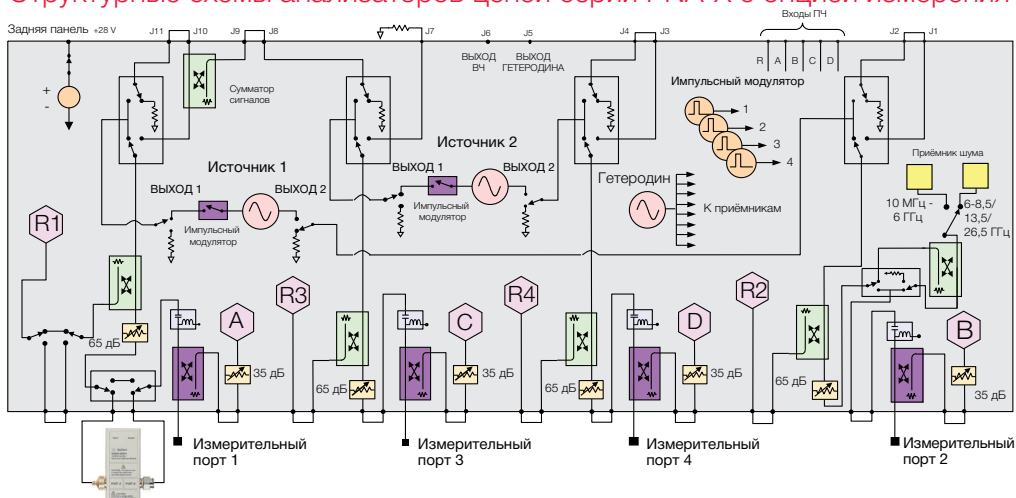 Структурные схемы анализаторов цепей серии PNA-X с опцией измерения
Задняя панель +28 V J11 J9 J8 J7 J6 J5 J4 J3 J2 J1
Входы ПЧ
ВЫХОД
ВЧ
ВЫХОД
ГЕТЕРОДИНА
R A B C D
Сумматор
сигналов
+
-
Импульсный модулятор
1
2
3
4
Источник 1
Источник 2
ВЫХОД 1
ВЫХОД 2
Импульсный
модулятор
ВЫХОД 1
ВЫХОД 2
Импульсный
модулятор
Гетеродин
К приёмникам
Приёмник шума
10 МГц -
6 ГГц
6-8,5/
13,5/
26,5 ГГц
R1
A
R3
C
R4
D
R2
B
65 дБ
35 дБ
65 дБ
35 дБ
65 дБ
35 дБ
65 дБ
35 дБ
Измерительный
порт 1
Измерительный
порт 3
Измерительный
порт 4
Измерительный
порт 2